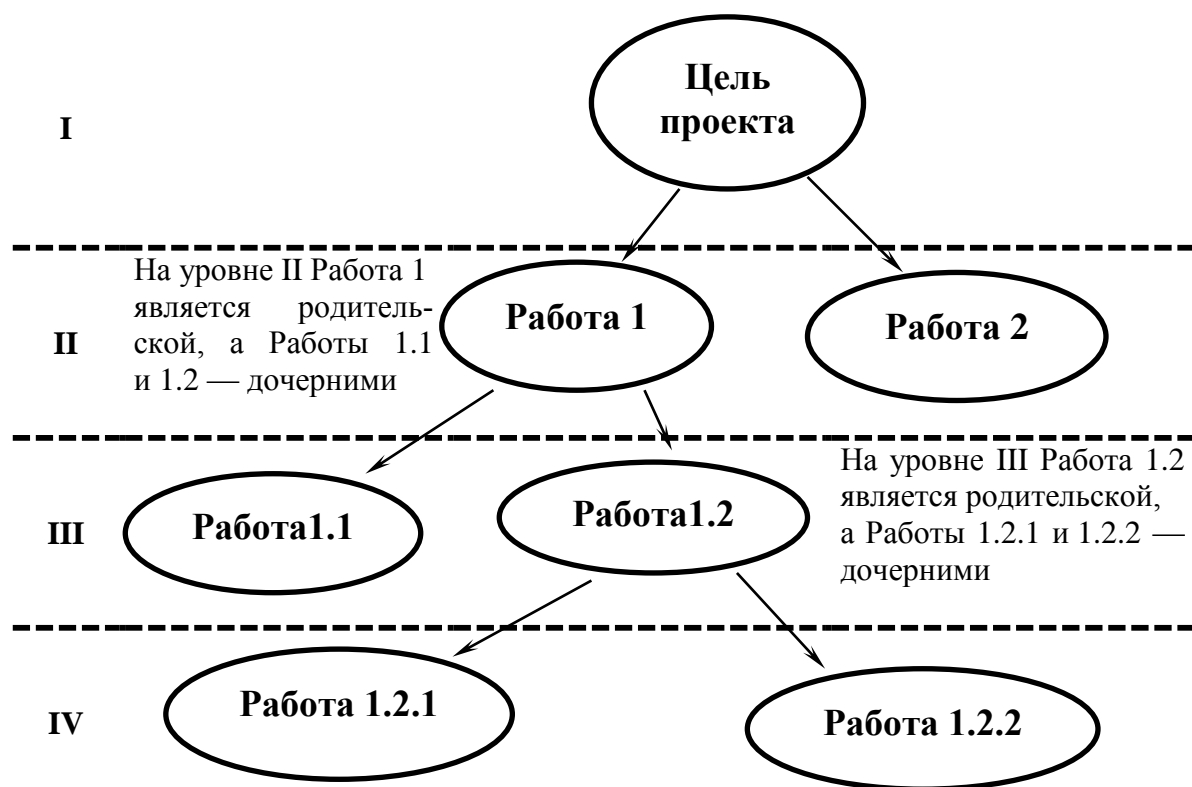 Цель
проекта
I
На уровне II Работа 1
является родитель-
ской, а Работы 1.1
и 1.2 — дочерними
II
Работа 1
Работа 2
III
Работа1.1
Работа1.2
На уровне III Работа 1.2
является родительской,
а Работы 1.2.1 и 1.2.2 —
дочерними
IV
Работа 1.2.1
Работа 1.2.2